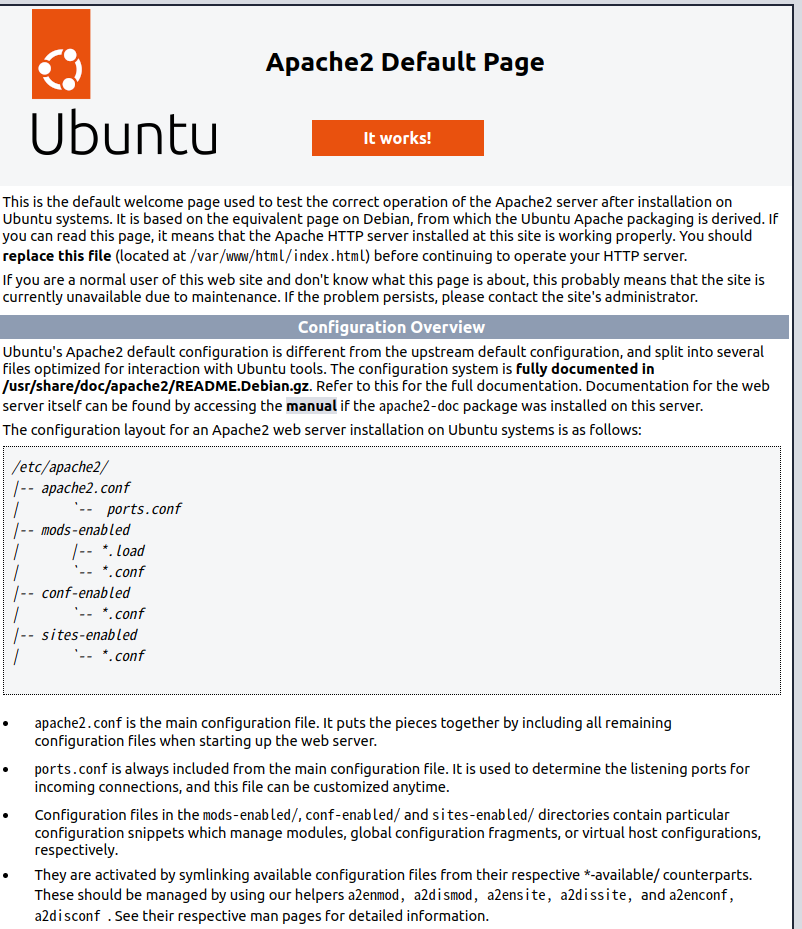 Apache2 Default Page
Ubuntu
It works!
This is the default welcome page used to test the correct operation of the Apache2 server after installation on
Ubuntu systems. It is based on the equivalent page on Debian, from which the Ubuntu Apache packaging is derived. If
you can read this page, it means that the Apache HTTP server installed at this site is working properly. You should
replace this file (located at /var/www/html/index.html) before continuing to operate your HTTP server.
If you are a normal user of this web site and don't know what this page is about, this probably means that the site is
currently unavailable due to maintenance. If the problem persists, please contact the site's administrator.
Configuration Overview
Ubuntu's Apache2 default configuration is different from the upstream default configuration, and split into several
files optimized for interaction with Ubuntu tools. The configuration system is fully documented in
/usr/share/doc/apache2/README.Debian.gz. Refer to this for the full documentation. Documentation for the web
server itself can be found by accessing the manual if the apache2-doc package was installed on this server.
The configuration layout for an Apache2 web server installation on Ubuntu systems is as follows:
/etc/apache2/
|-- apache2.conf
|       `--  ports.conf
|-- mods-enabled
|       |-- *.load
|       `-- *.conf
|-- conf-enabled
|       `-- *.conf
|-- sites-enabled
|       `-- *.conf
• apache2.conf is the main configuration file. It puts the pieces together by including all remaining
configuration files when starting up the web server.
• ports.conf is always included from the main configuration file. It is used to determine the listening ports for
incoming connections, and this file can be customized anytime.
• Configuration files in the mods-enabled/, conf-enabled/ and sites-enabled/ directories contain particular
configuration snippets which manage modules, global configuration fragments, or virtual host configurations,
respectively.
• They are activated by symlinking available configuration files from their respective *-available/ counterparts.
These should be managed by using our helpers a2enmod, a2dismod, a2ensite, a2dissite, and a2enconf,
a2disconf . See their respective man pages for detailed information.